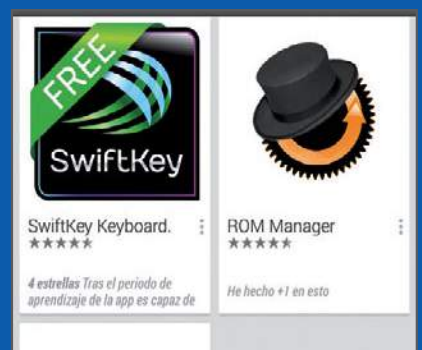 FREE
SwiftKey
SwiftKey Keyboard.
4 estrellas Tras el periodo de
aprendizaje de la app es capaz de
ROM Manager
He hecho +1 en esto